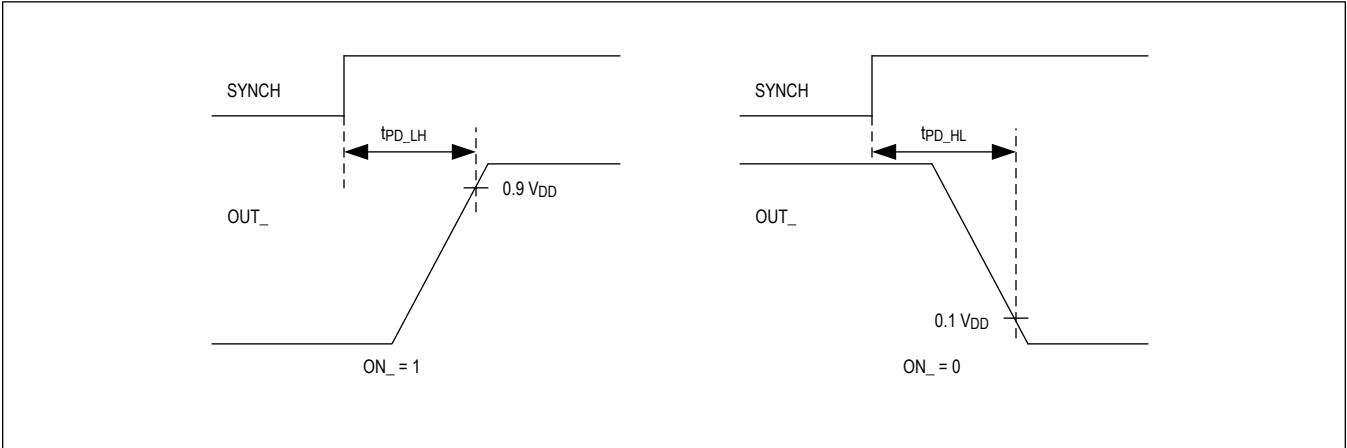 SYNCH
tPD_LH
0.9 VDD
OUT_
ON_ = 1
SYNCH
tPD_HL
OUT_
0.1 VDD
ON_ = 0